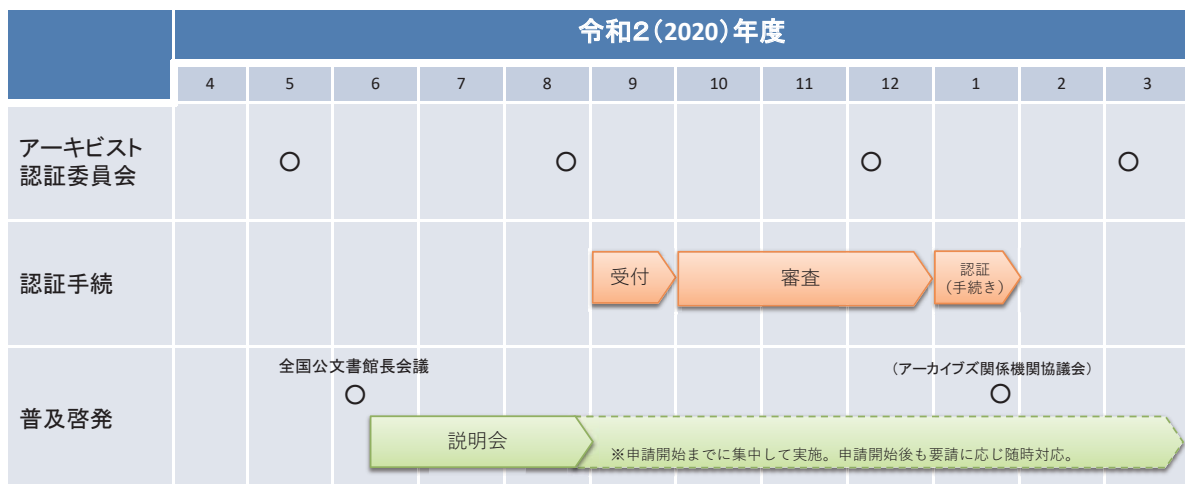 令和2(2020)年度
4 5 6 7 8 9 10 11 12 1 2 3
アーキビスト
認証委員会
○ ○ ○ ○
認証手続
受付 審査 認証
(手続き)
普及啓発
全国公文書館長会議
○
(アーカイブズ関係機関協議会)
○
説明会
※申請開始までに集中して実施。申請開始後も要請に応じ随時対応。